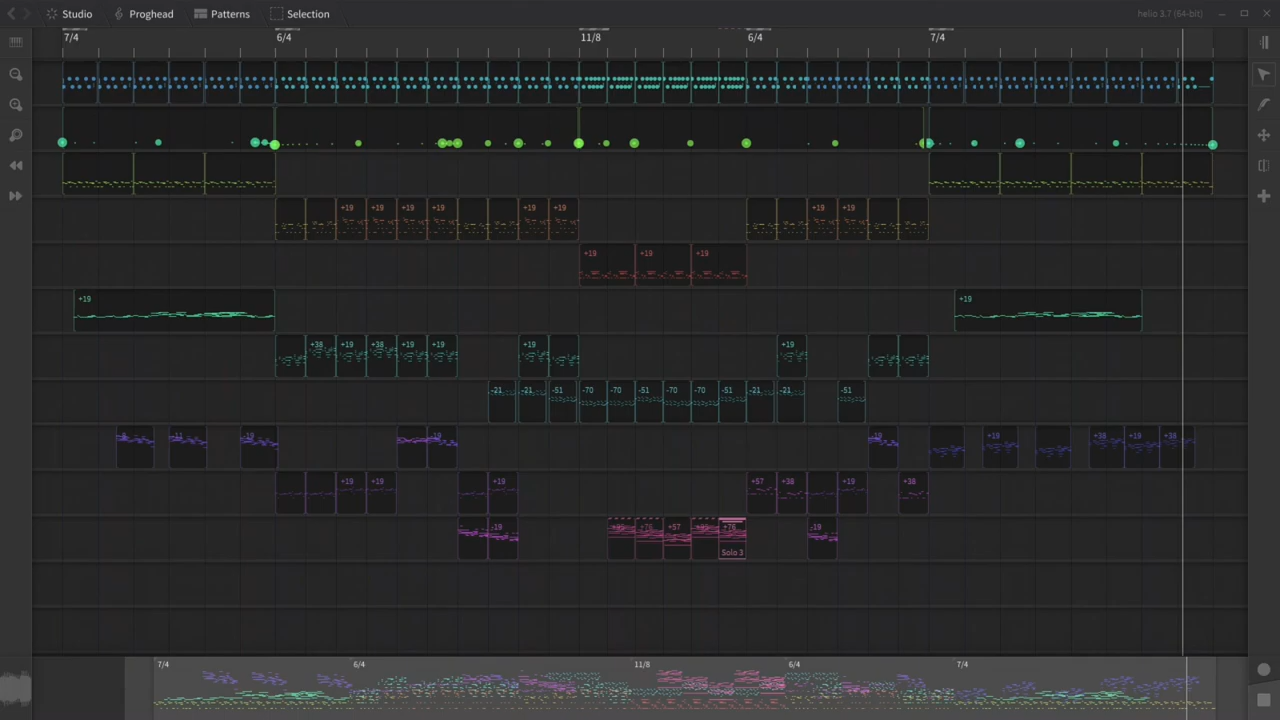 Studio Proghead Patterns Selection helio 3.7 (64-bit)
7/4 6/4 11/8 6/4 7/4
+19 +19 +19 +19 +19 +19 +19 +19
+19 +19 +19
+19 +19
+38 +19 +38 +19 +19 +19 +19
-21 -21 -51 -70 -70 -51 -70 -70 -51 -21 -21 -51
-19 +19 +38 +19 +38
+19 +19 +19 +57 +38 +19 +38
-19 +76 +57 +76 -19
Solo 3
7/4 6/4 11/8 6/4 7/4